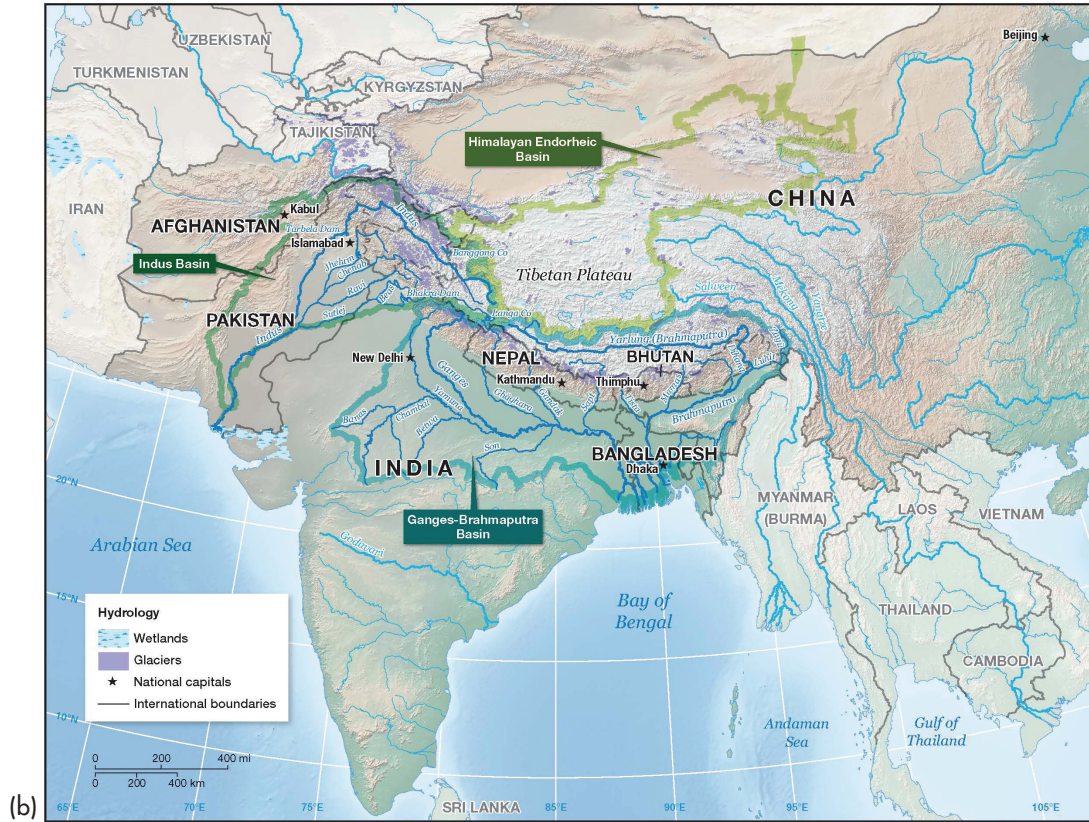 Beijing
UZBEKISTAN
TURKMENISTAN
KYRGYZSTAN
TAJIKISTAN
Himalayan Endorheic
Basin
CHINA
IRAN
Kabul
AFGHANISTAN
Indus
Tarbela Dam
Islamabad
Banggong Co
Indus Basin
Tibetan Plateau
Jhelum
Chenab
Ravi
Beas
Bhakra Dam
Salween
Mekong
Yangtze
Langa Co
PAKISTAN
Sutlej
Indus
Yarlung (Brahmaputra)
NEPAL
BHUTAN
New Delhi
Lohit
Kathmandu
Thimphu
Ganges
Ghaghara
Gandak
Manas
Brahmaputra
Banas
Chambal
Yamuna
Betwa
Son
BANGLADESH
INDIA
Dhaka
20°N
MYANMAR
(BURMA)
LAOS
VIETNAM
Ganges-Brahmaputra
Basin
Arabian Sea
Godavari
15°N
Bay of
Bengal
THAILAND
Hydrology
Wetlands
Glaciers
National capitals
International boundaries
CAMBODIA
10°N
Andaman
Sea
Gulf of
Thailand
0 200 400 mi
0 200 400 km
(b)
65°E
70°E
75°E
80°E
85°E
90°E
95°E
105°E
SRI LANKA